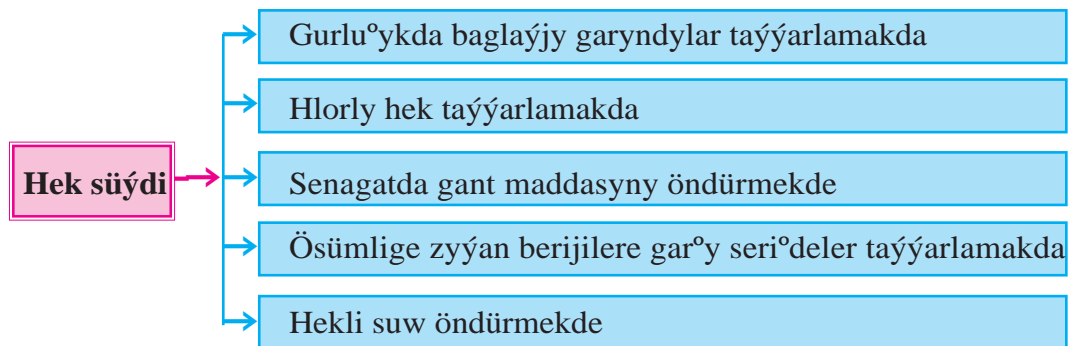 Gurluºykda baglaýjy garyndylar taýýarlamakda
Hlorly hek taýýarlamakda
Hek süýdi
Senagatda gant maddasyny öndürmekde
Ösümlige zyýan berijilere garºy seriºdeler taýýarlamakda
Hekli suw öndürmekde